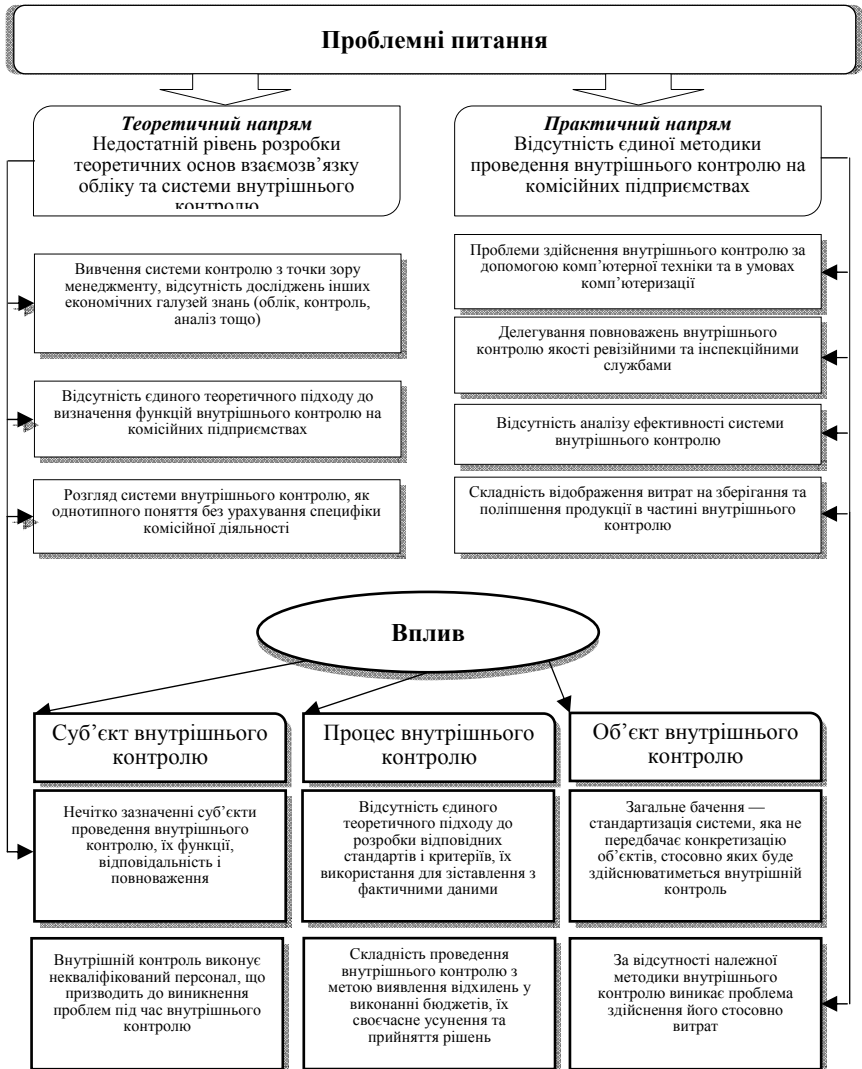 Проблемні питання
Теоретичний напрям
Недостатній рівень розробки
теоретичних основ взаємозв’язку
обліку та системи внутрішнього
контролю
Практичний напрям
Відсутність єдиної методики
проведення внутрішнього контролю на
комісійних підприємствах
Вивчення системи контролю з точки зору
менеджменту, відсутність досліджень інших
економічних галузей знань (облік, контроль,
аналіз тощо)
Відсутність єдиного теоретичного підходу до
визначення функцій внутрішнього контролю на
комісійних підприємствах
Розгляд системи внутрішнього контролю, як
однотипного поняття без урахування специфіки
комісійної діяльності
Проблеми здійснення внутрішнього контролю за
допомогою комп’ютерної техніки та в умовах
комп’ютеризації
Делегування повноважень внутрішнього
контролю якості ревізійними та інспекційними
службами
Відсутність аналізу ефективності системи
внутрішнього контролю
Складність відображення витрат на зберігання та
поліпшення продукції в частині внутрішнього
контролю
Вплив
Суб’єкт внутрішнього
контролю
Нечітко зазначенні суб’єкти
проведення внутрішнього
контролю, їх функції,
відповідальність і
повноваження
Внутрішній контроль виконує
некваліфікований персонал, що
призводить до виникнення
проблем під час внутрішнього
контролю
Процес внутрішнього
контролю
Відсутність єдиного
теоретичного підходу до
розробки відповідних
стандартів і критеріїв, їх
використання для зіставлення з
фактичними даними
Складність проведення
внутрішнього контролю з
метою виявлення відхилень у
виконанні бюджетів, їх
своєчасне усунення та
прийняття рішень
Об’єкт внутрішнього
контролю
Загальне бачення —
стандартизація системи, яка не
передбачає конкретизацію
об’єктів, стосовно яких буде
здійснюватиметься внутрішній
контроль
За відсутності належної
методики внутрішнього
контролю виникає проблема
здійснення його стосовно
витрат